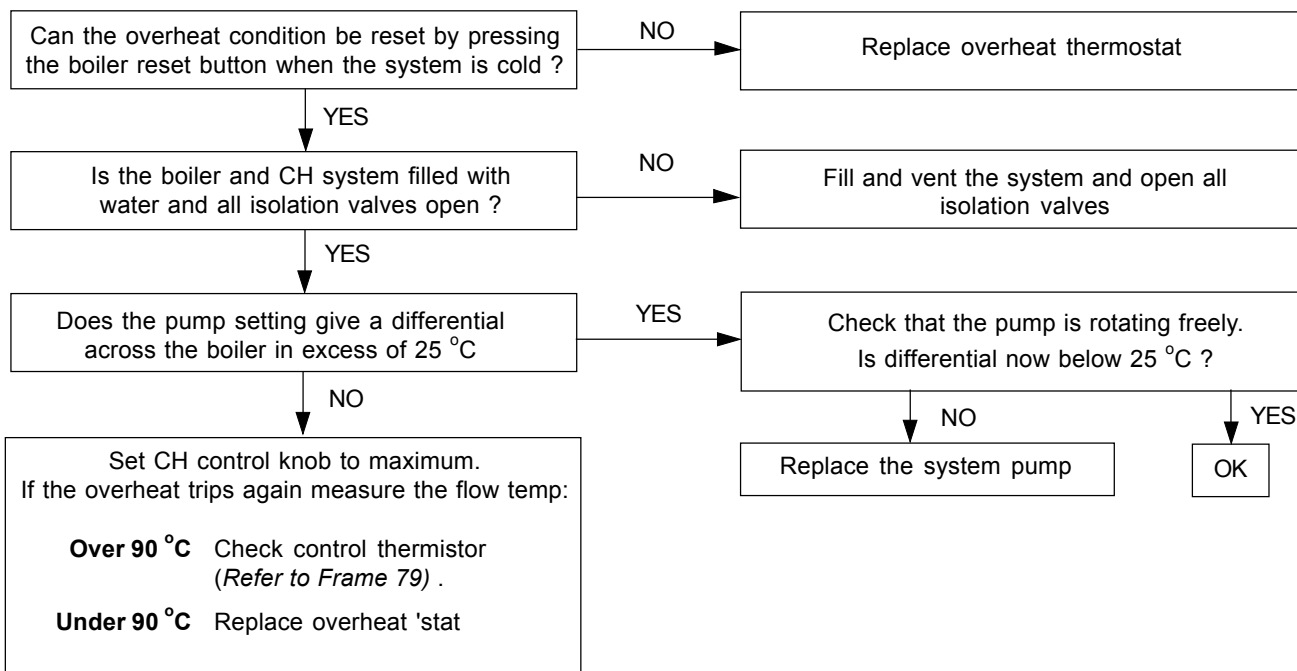 Can the overheat condition be reset by pressing
the boiler reset button when the system is cold ?
NO
Replace overheat thermostat
YES
Is the boiler and CH system filled with
water and all isolation valves open ?
NO
Fill and vent the system and open all
isolation valves
YES
Does the pump setting give a differential
across the boiler in excess of 25 °C
YES
Check that the pump is rotating freely.
Is differential now below 25 °C ?
NO
NO
YES
Replace the system pump
OK
Set CH control knob to maximum.
If the overheat trips again measure the flow temp:
Over 90 °C Check control thermistor
(Refer to Frame 79) .
Under 90 °C Replace overheat 'stat